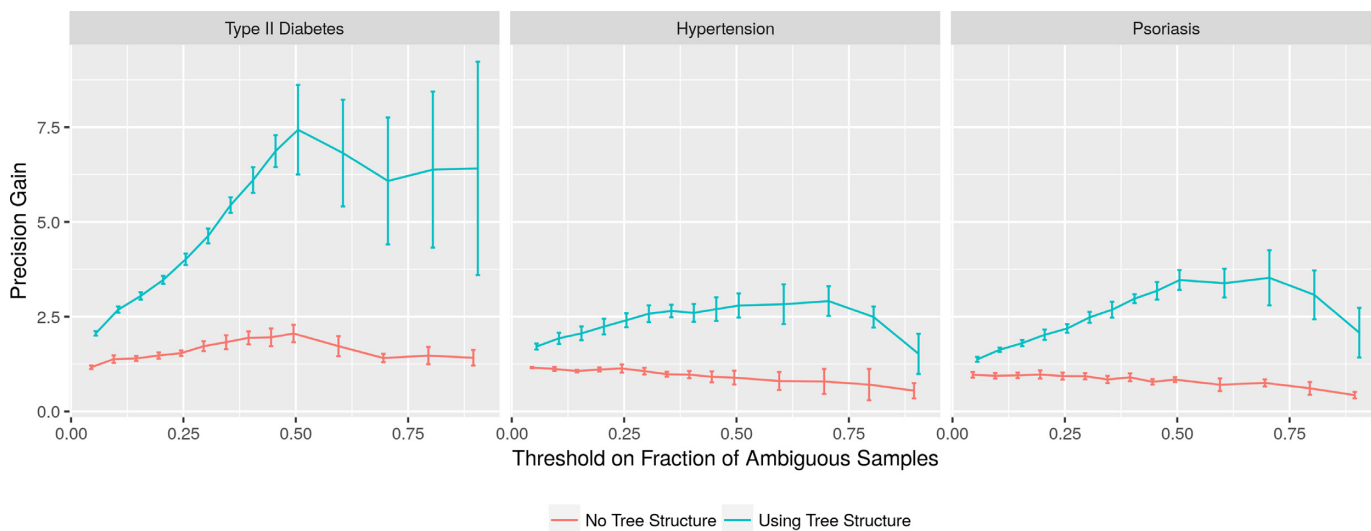 Type II Diabetes
Hypertension
Psoriasis
Precision Gain
7.5
5.0
2.5
0.0
0.00 0.25 0.50 0.75
0.00 0.25 0.50 0.75
0.00 0.25 0.50 0.75
Threshold on Fraction of Ambiguous Samples
No Tree Structure Using Tree Structure